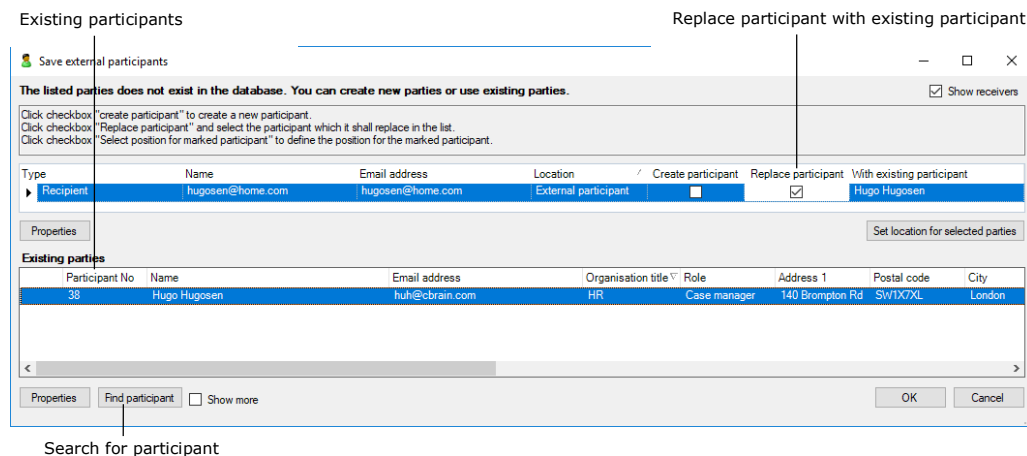 Existing participants
Replace participant with existing participant
Save external participants
The listed parties does not exist in the database. You can create new parties or use existing parties.
Show receivers
Click checkbox "create participant" to create a new participant.
Click checkbox "Replace participant" and select the participant which it shall replace in the list.
Click checkbox "Select position for marked participant" to define the position for the marked participant.
Type Name Email address Location Create participant Replace participant With existing participant
Recipient hugosen@home.com hugosen@home.com External participant Hugo Hugosen
Properties Set location for selected parties
Existing parties
Participant No Name Email address Organisation title Role Address 1 Postal code City
38 Hugo Hugosen huh@cbrain.com HR Case manager 140 Brompton Rd SW1X7XL London
Properties Find participant Show more OK Cancel
Search for participant